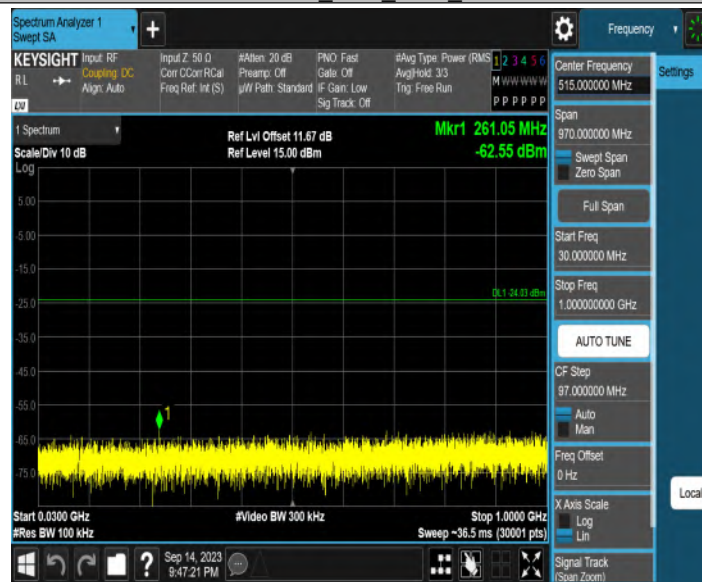 Spectrum Analyzer 1
Swept SA
+
Frequency
KEYSIGHT
RL
LXI
Input: RF
Coupling: DC
Align: Auto
Input Z: 50 Ω
Corr CCorr RCal
Freq Ref: Int (S)
#Atten: 20 dB
Preamp: Off
µW Path: Standard
PNO: Fast
Gate: Off
IF Gain: Low
Sig Track: Off
#Avg Type: Power (RMS
Avg|Hold: 3/3
Trig: Free Run
1 2 3 4 5 6
M W W W W W
P P P P P P
1 Spectrum
Scale/Div 10 dB
Log
Ref Lvl Offset 11.67 dB
Ref Level 15.00 dBm
Mkr1 261.05 MHz
-62.55 dBm
5.00
-5.00
-15.0
-25.0
-35.0
-45.0
-55.0
-65.0
-75.0
DL1 -24.03 dBm
1
Start 0.0300 GHz
#Res BW 100 kHz
#Video BW 300 kHz
Stop 1.0000 GHz
Sweep ~36.5 ms (30001 pts)
?
Sep 14, 2023
9:47:21 PM
Center Frequency
515.000000 MHz
Span
970.000000 MHz
Swept Span
Zero Span
Full Span
Start Freq
30.000000 MHz
Stop Freq
1.000000000 GHz
AUTO TUNE
CF Step
97.000000 MHz
Auto
Man
Freq Offset
0 Hz
X Axis Scale
Log
Lin
Signal Track
(Span Zoom)
Settings
Local